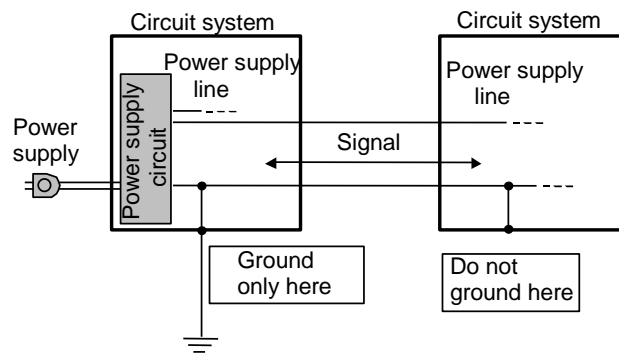 Circuit system
Circuit system
Power supply
line
Power supply
line
Power
supply
Power supply
circuit
Signal
Ground
only here
Do not
ground here